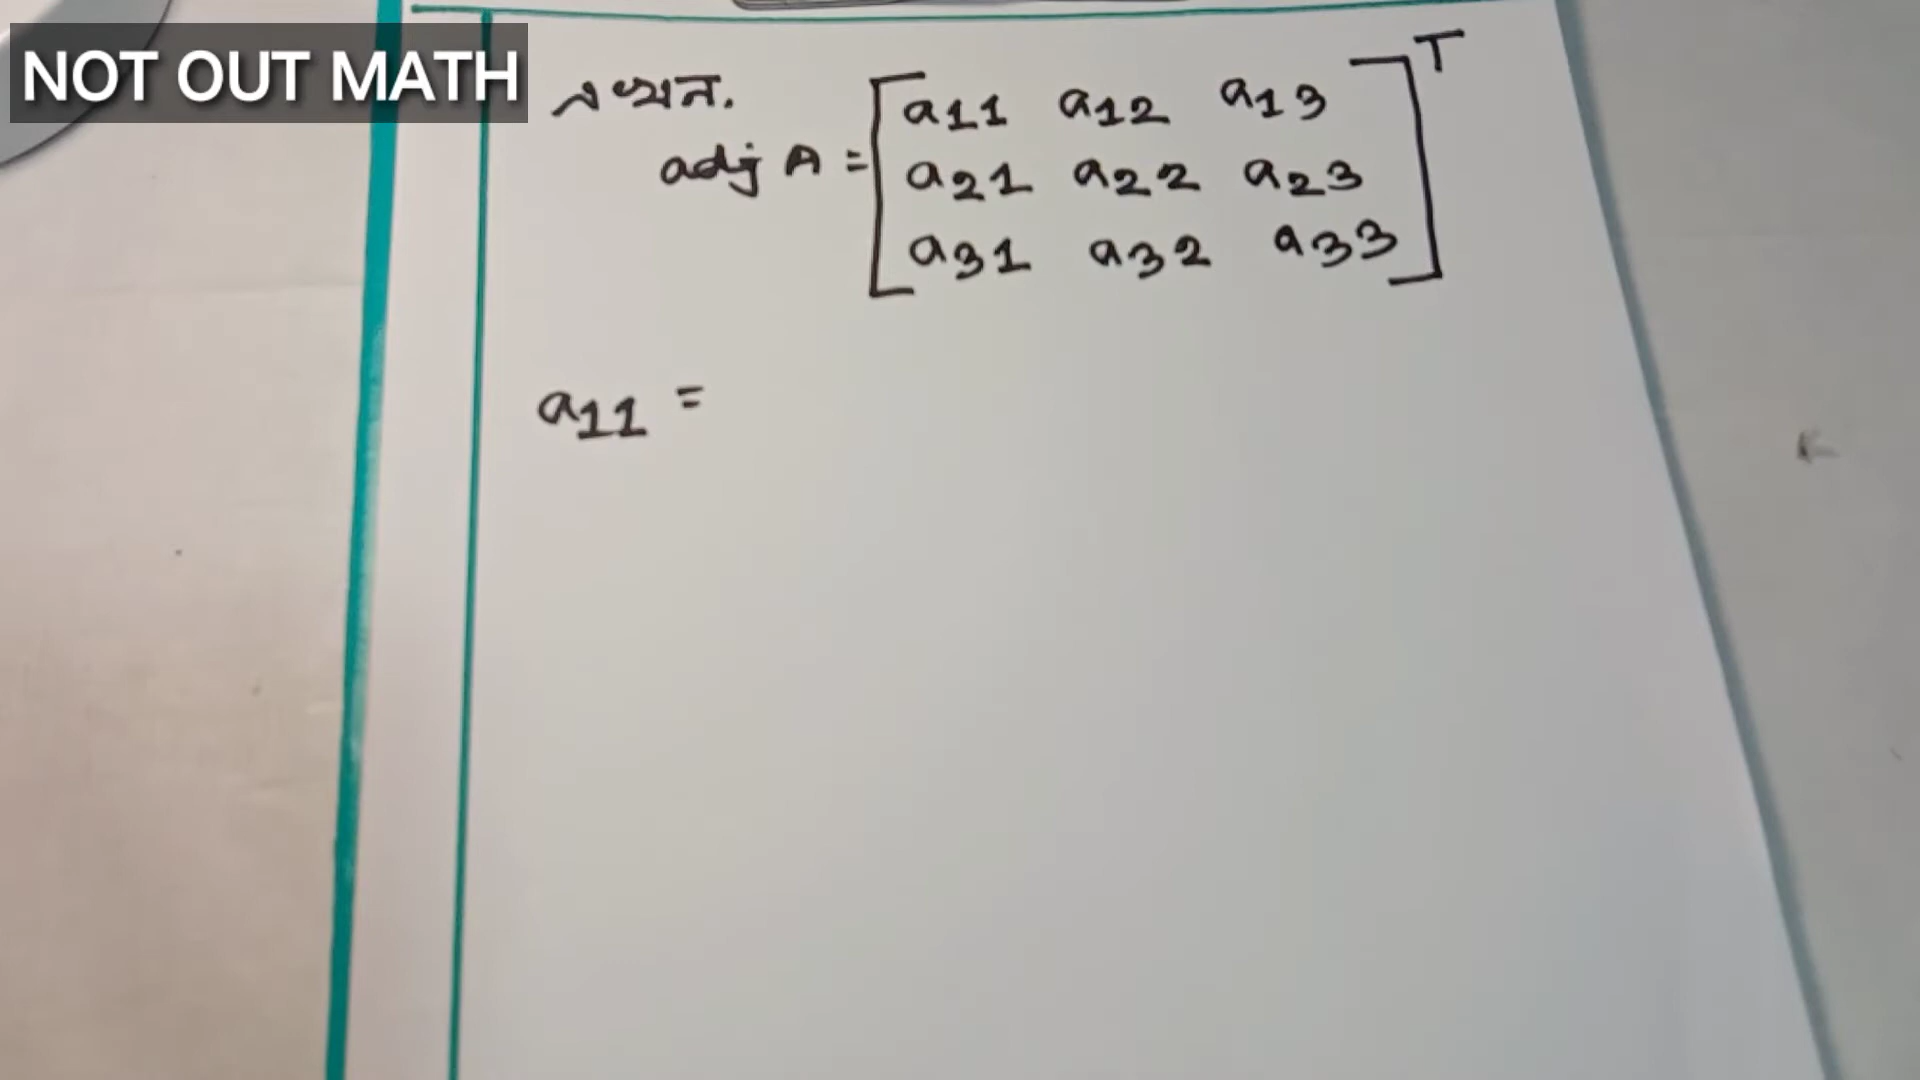 NOT OUT MATH
এখন.
adj A = [a11 a12 a13
a21 a22 a23
a31 a32 a33]ᵀ
a11 =